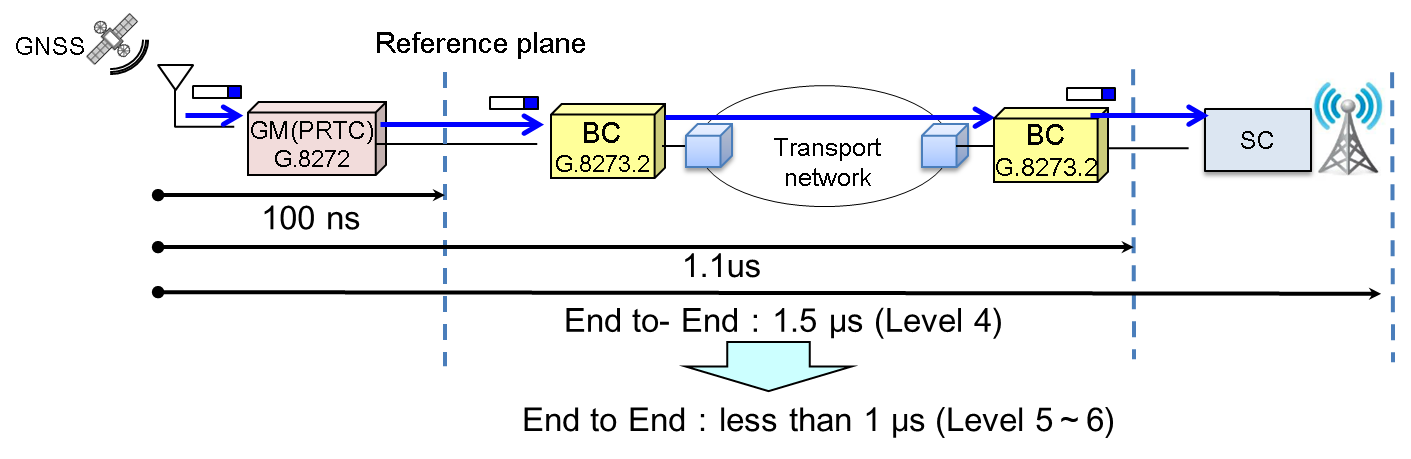 GNSS
Reference plane
GM(PRTC)
G.8272
BC
G.8273.2
Transport
network
BC
G.8273.2
SC
100 ns
1.1us
End to- End : 1.5 μs (Level 4)
End to End : less than 1 μs (Level 5~6)